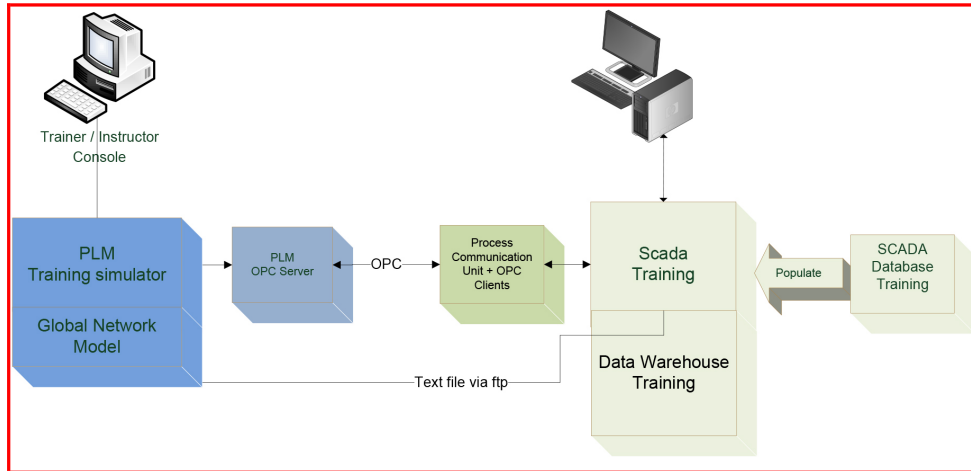 Trainer / Instructor
Console
PLM
Training simulator
Global Network
Model
PLM
OPC Server
OPC
Process
Communication
Unit + OPC
Clients
Scada
Training
Data Warehouse
Training
Populate
SCADA
Database
Training
Text file via ftp